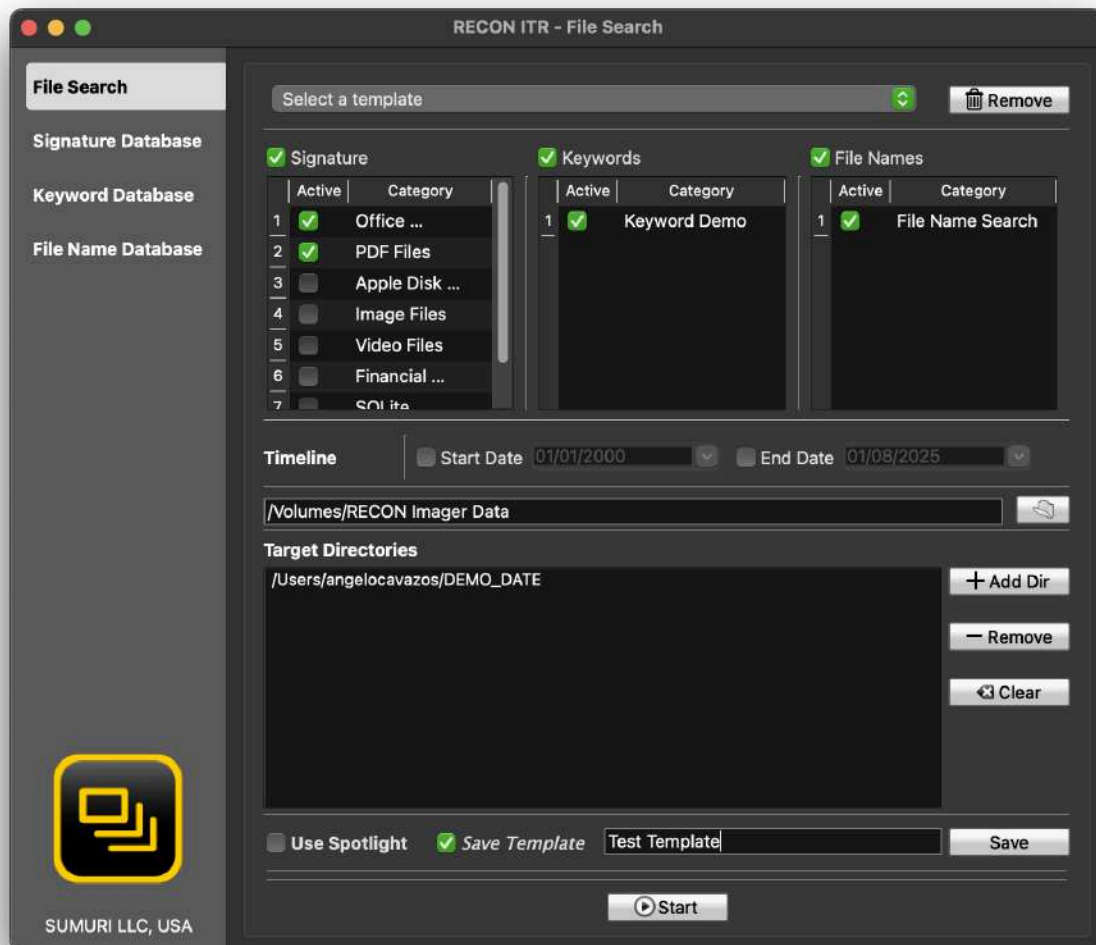 RECON ITR - File Search
File Search
Signature Database
Keyword Database
File Name Database
SUMURI LLC, USA
Select a template
Remove
Signature
Active Category
1 Office ...
2 PDF Files
3 Apple Disk ...
4 Image Files
5 Video Files
6 Financial ...
7 SQLite
Keywords
Active Category
1 Keyword Demo
File Names
Active Category
1 File Name Search
Timeline
Start Date 01/01/2000
End Date 01/08/2025
/Volumes/RECON Imager Data
Target Directories
/Users/angelocavazos/DEMO_DATE
Add Dir
Remove
Clear
Use Spotlight
Save Template
Test Template
Save
Start